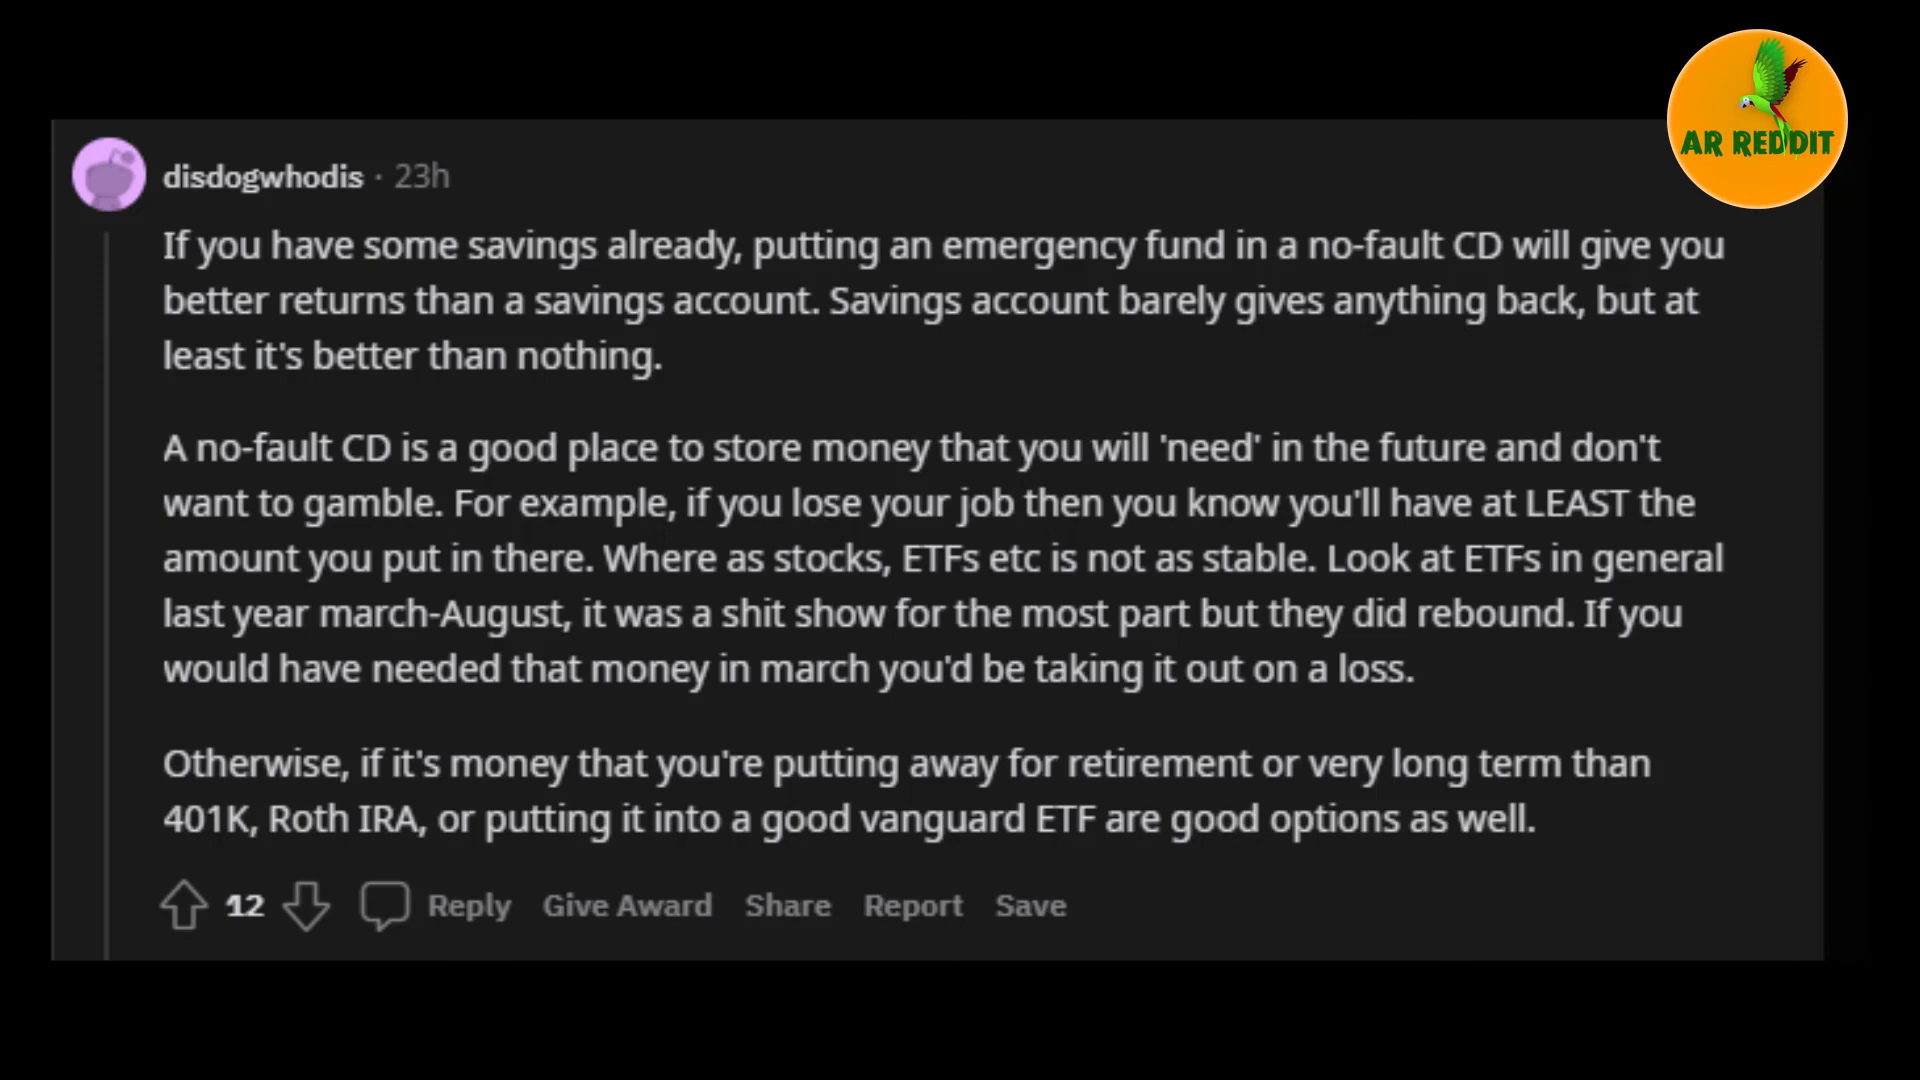 AR REDDIT
disdogwhodis · 23h
If you have some savings already, putting an emergency fund in a no-fault CD will give you
better returns than a savings account. Savings account barely gives anything back, but at
least it's better than nothing.
A no-fault CD is a good place to store money that you will 'need' in the future and don't
want to gamble. For example, if you lose your job then you know you'll have at LEAST the
amount you put in there. Where as stocks, ETFs etc is not as stable. Look at ETFs in general
last year march-August, it was a shit show for the most part but they did rebound. If you
would have needed that money in march you'd be taking it out on a loss.
Otherwise, if it's money that you're putting away for retirement or very long term than
401K, Roth IRA, or putting it into a good vanguard ETF are good options as well.
12 Reply Give Award Share Report Save